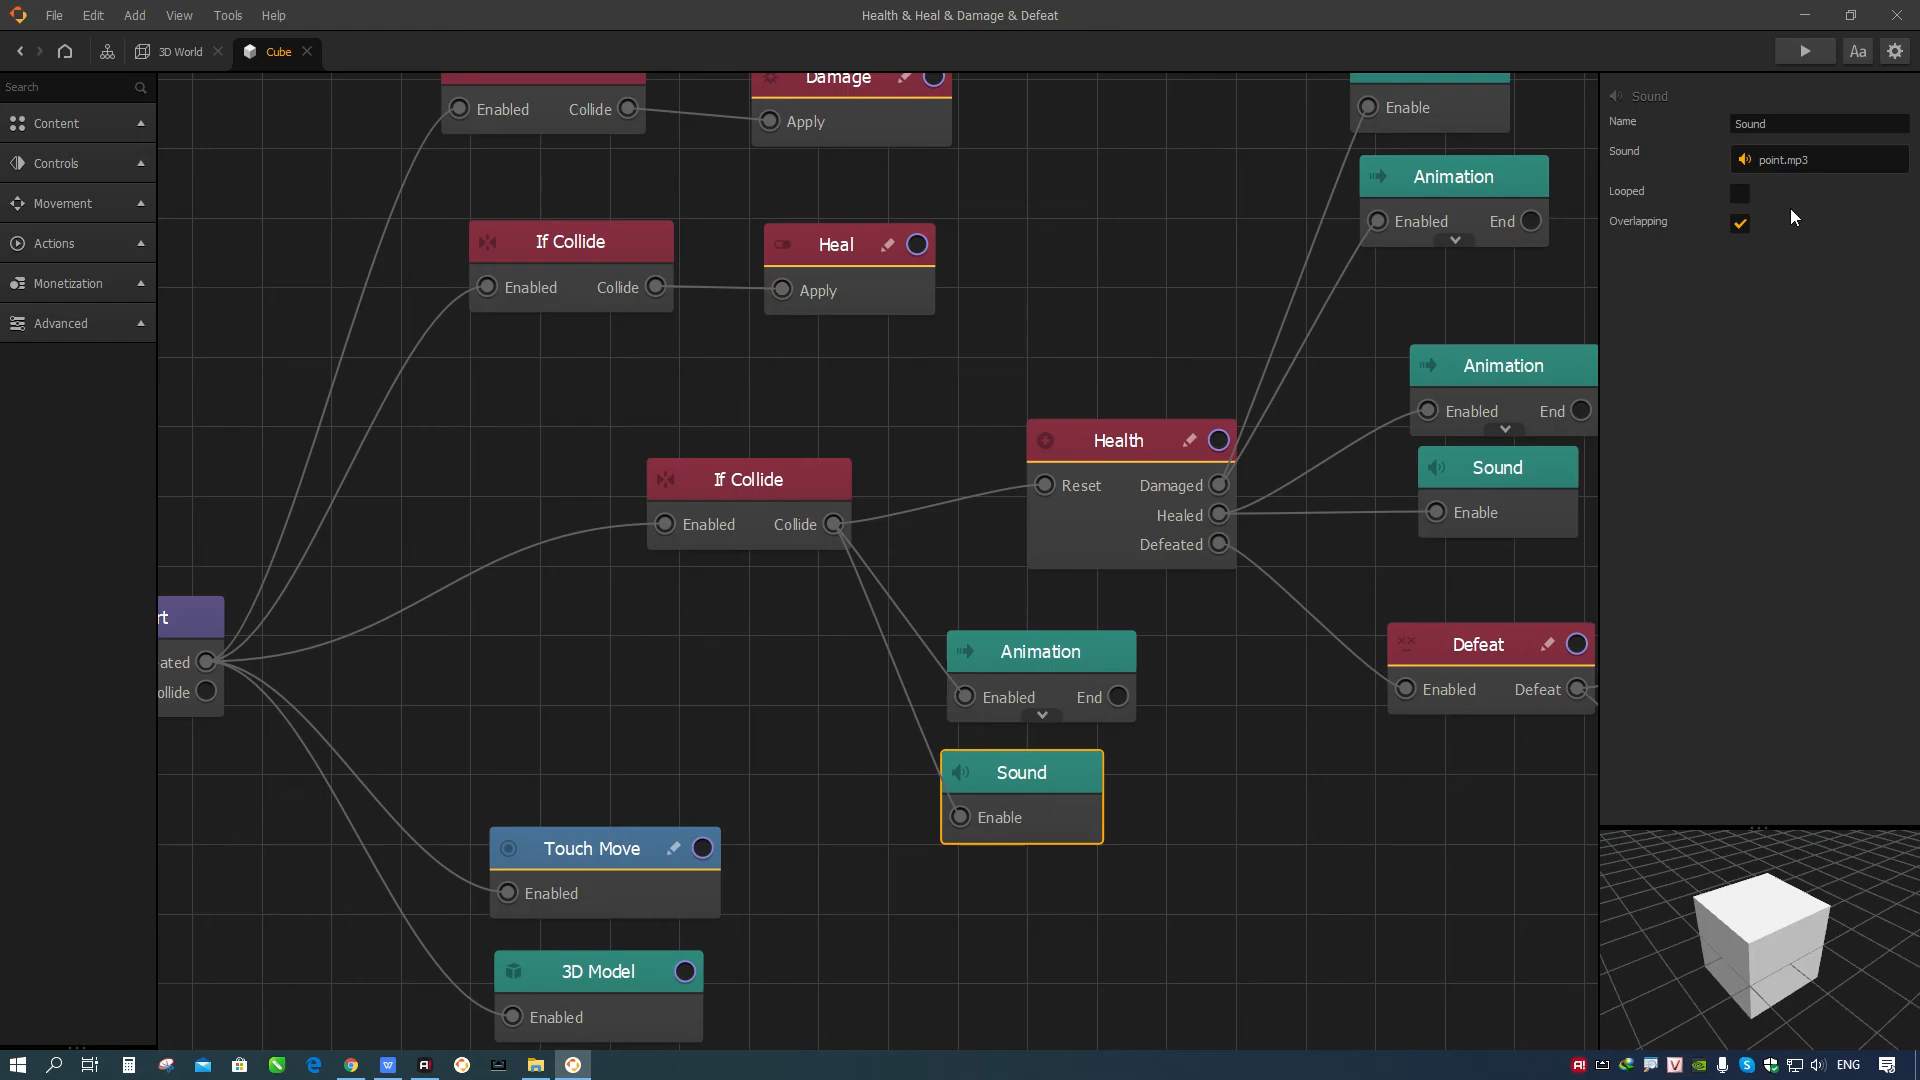 File Edit Add View Tools Help
Health & Heal & Damage & Defeat
3D World
Cube
Aa
Search
Content
Controls
Movement
Actions
Monetization
Advanced
Enabled Collide
Damage
Apply
Enable
Animation
Enabled End
If Collide
Enabled Collide
Heal
Apply
Animation
Enabled End
Health
Reset Damaged
Healed
Defeated
Sound
Enable
If Collide
Enabled Collide
rt
ated
ollide
Animation
Enabled End
Defeat
Enabled Defeat
Sound
Enable
Touch Move
Enabled
3D Model
Enabled
Sound
Name Sound
Sound point.mp3
Looped
Overlapping
ENG